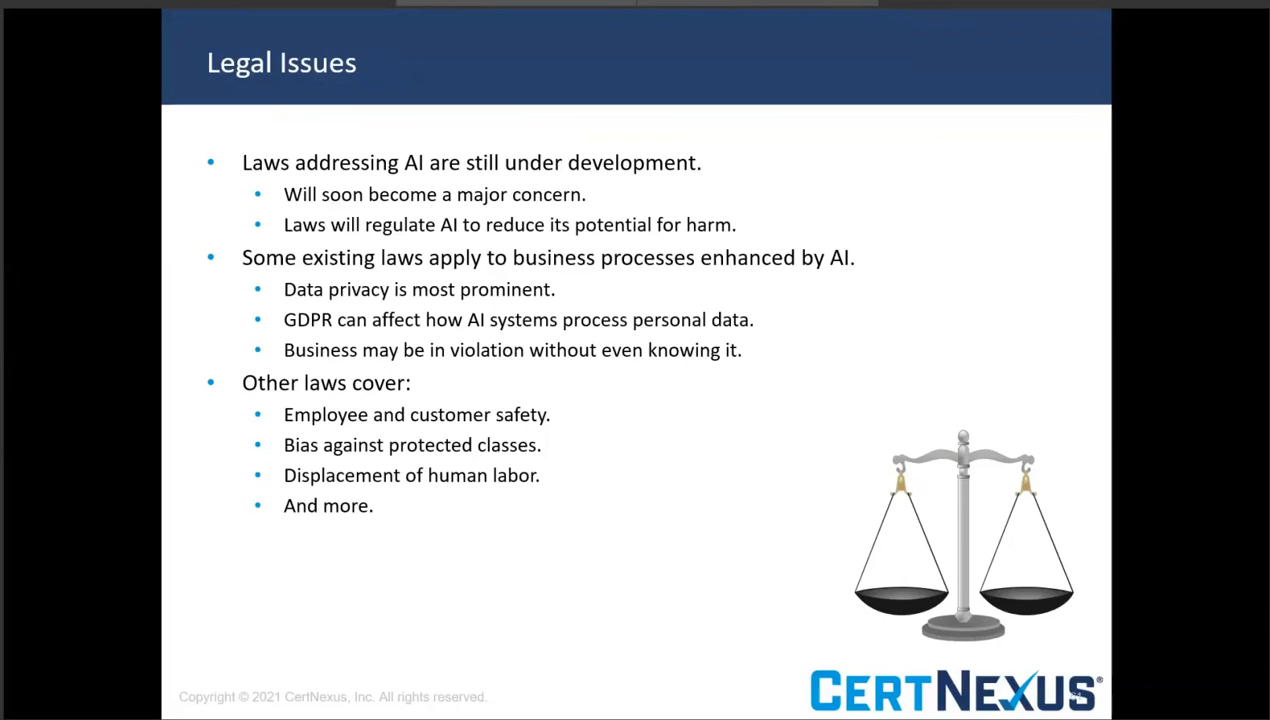 Legal Issues
• Laws addressing AI are still under development.
• Will soon become a major concern.
• Laws will regulate AI to reduce its potential for harm.
• Some existing laws apply to business processes enhanced by AI.
• Data privacy is most prominent.
• GDPR can affect how AI systems process personal data.
• Business may be in violation without even knowing it.
• Other laws cover:
• Employee and customer safety.
• Bias against protected classes.
• Displacement of human labor.
• And more.
Copyright © 2021 CertNexus, Inc. All rights reserved.
CERTNEXUS®